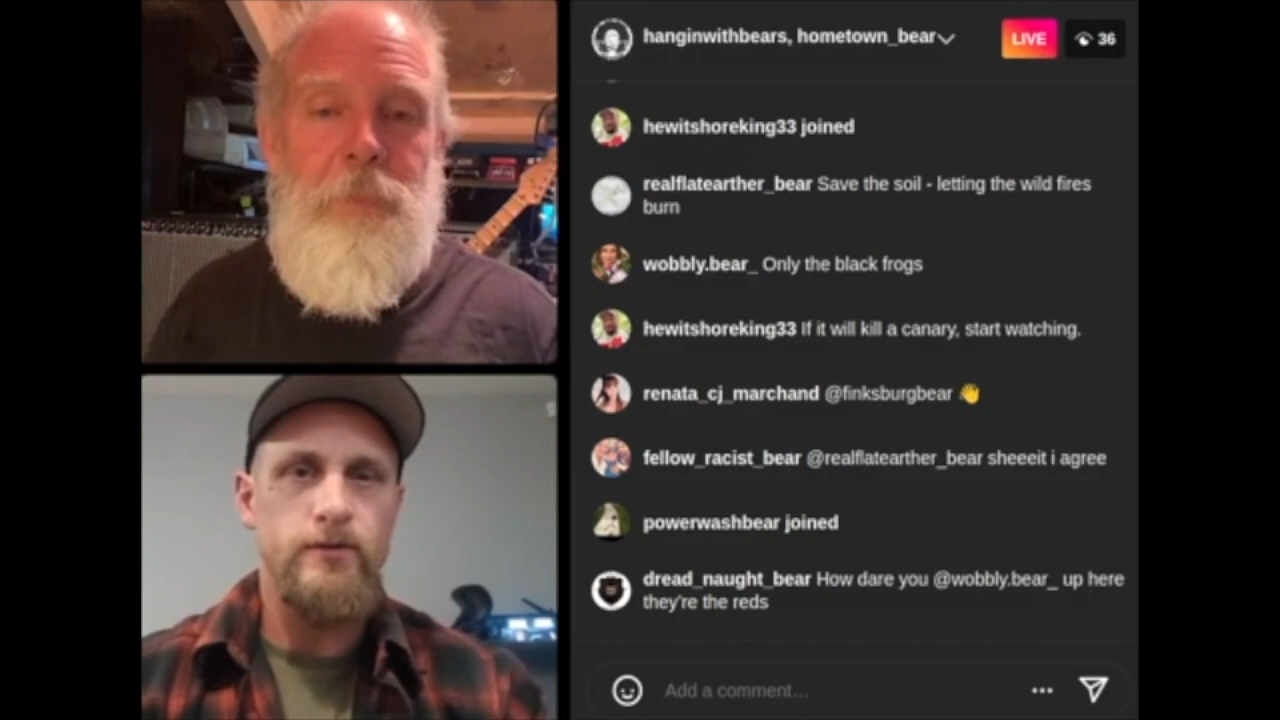 hanginwithbears, hometown_bear
LIVE
36
hewitshoreking33 joined
realflatearther_bear Save the soil - letting the wild fires
burn
wobbly.bear_ Only the black frogs
hewitshoreking33 If it will kill a canary, start watching.
renata_cj_marchand @finksburgbear 👋
fellow_racist_bear @realflatearther_bear sheeeit i agree
powerwashbear joined
dread_naught_bear How dare you @wobbly.bear_ up here
they're the reds
Add a comment…